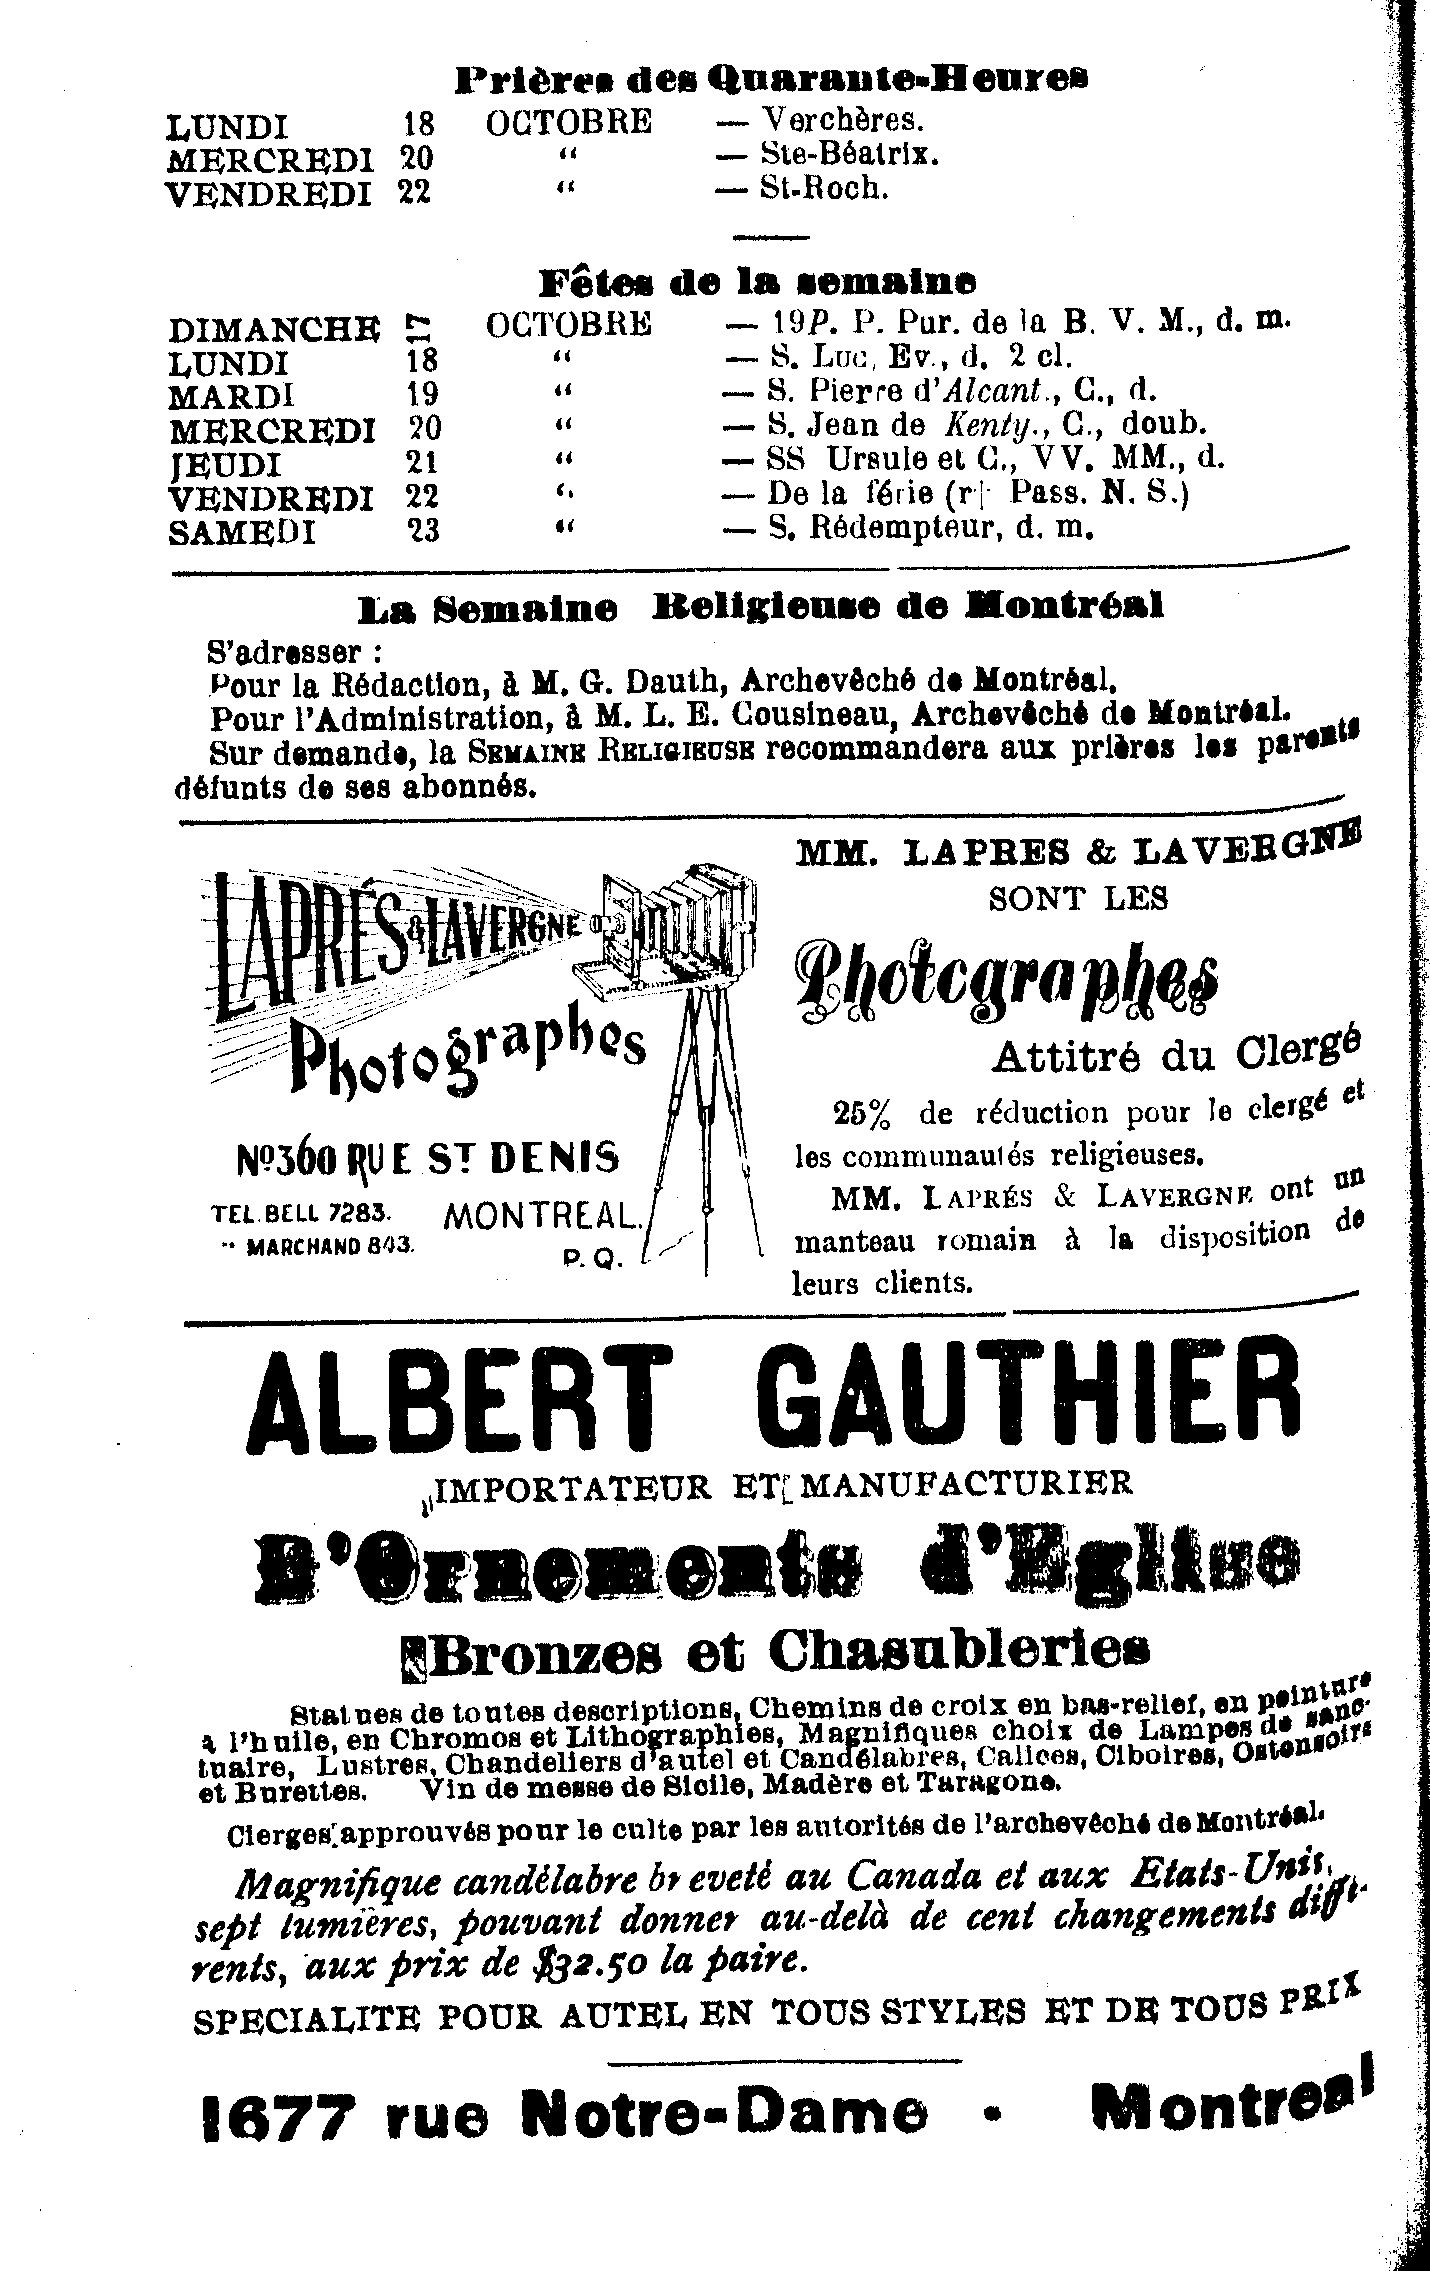 Prières des Quarante-Heures
LUNDI 18 OCTOBRE — Verchères.
MERCREDI 20 “ — Ste-Béatrix.
VENDREDI 22 “ — St-Roch.
Fêtes de la semaine
DIMANCHE 17 OCTOBRE — 19P. P. Pur. de la B. V. M., d. m.
LUNDI 18 “ — S. Luc, Ev., d. 2 cl.
MARDI 19 “ — S. Pierre d'Alcant., C., d.
MERCREDI 20 “ — S. Jean de Kenty., C., doub.
JEUDI 21 “ — SS Ursule et C., VV. MM., d.
VENDREDI 22 “ — De la férie (r† Pass. N. S.)
SAMEDI 23 “ — S. Rédempteur, d. m.
La Semaine Religieuse de Montréal
S'adresser :
Pour la Rédaction, à M. G. Dauth, Archevêché de Montréal.
Pour l'Administration, à M. L. E. Cousineau, Archevêché de Montréal.
Sur demande, la SEMAINE RELIGIEUSE recommandera aux prières les parents
défunts de ses abonnés.
LAPRÉS & LAVERGNE
Photographes
No 360 RUE ST DENIS
TEL. BELL 7283. MONTREAL.
" MARCHAND 843. P. Q.
MM. LAPRES & LAVERGNE
SONT LES
Photographes
Attitré du Clergé
25% de réduction pour le clergé et
les communautés religieuses.
MM. LAPRÉS & LAVERGNE ont un
manteau romain à la disposition de
leurs clients.
ALBERT GAUTHIER
IMPORTATEUR ET MANUFACTURIER
D'Ornements d'Eglise
Bronzes et Chasubleries
Statues de toutes descriptions, Chemins de croix en bas-relief, en peinture
à l'huile, en Chromos et Lithographies, Magnifiques choix de Lampes de sanc-
tuaire, Lustres, Chandeliers d'autel et Candélabres, Calices, Ciboires, Ostensoirs
et Burettes. Vin de messe de Sicile, Madère et Taragone.
Cierges approuvés pour le culte par les autorités de l'archevêché de Montréal.
Magnifique candélabre breveté au Canada et aux Etats-Unis,
sept lumières, pouvant donner au-delà de cent changements diffé-
rents, aux prix de $32.50 la paire.
SPECIALITE POUR AUTEL EN TOUS STYLES ET DE TOUS PRIX
1677 rue Notre-Dame - Montreal